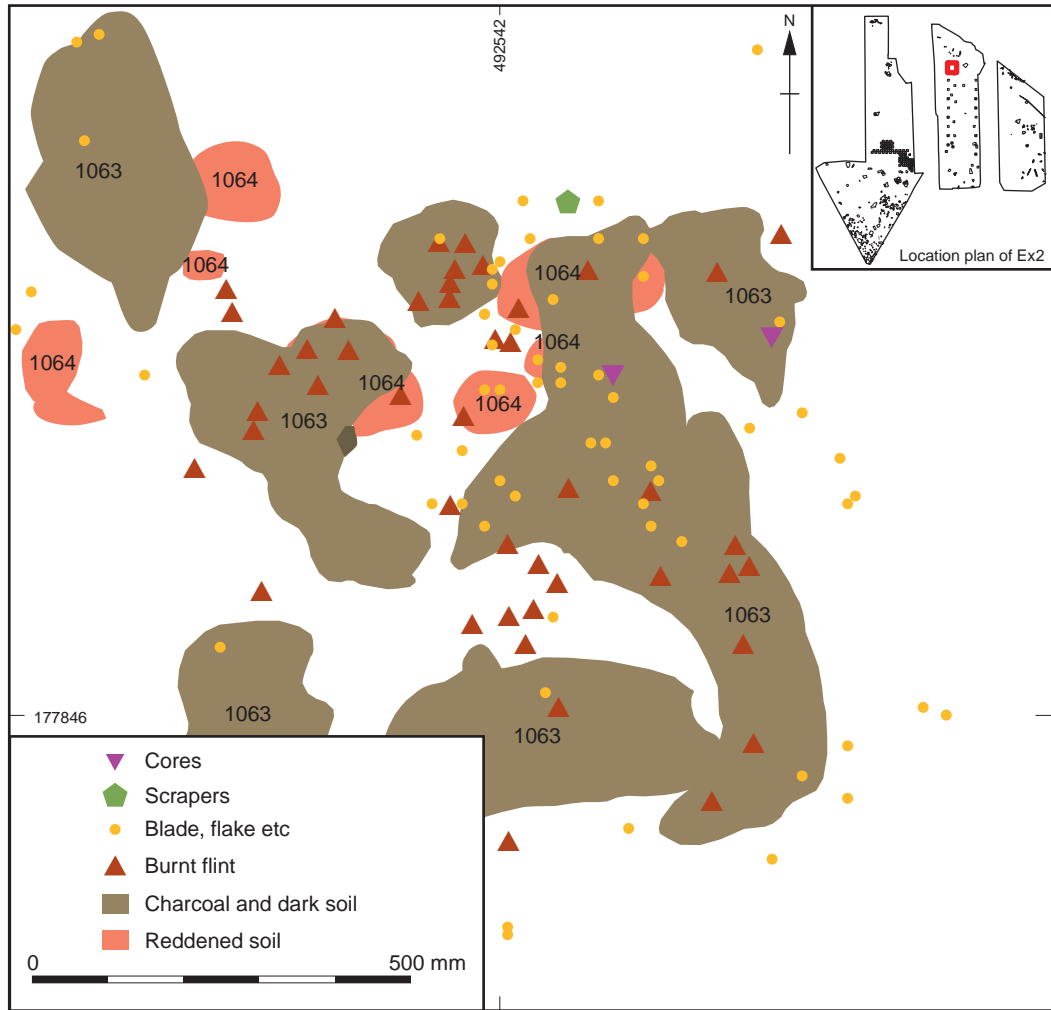 492542
N
Location plan of Ex2
1063
1064
1064
1064
1063
1064
1064
1064
1063
1064
1063
1063
177846
1063
1063
Cores
Scrapers
Blade, flake etc
Burnt flint
Charcoal and dark soil
Reddened soil
0 500 mm